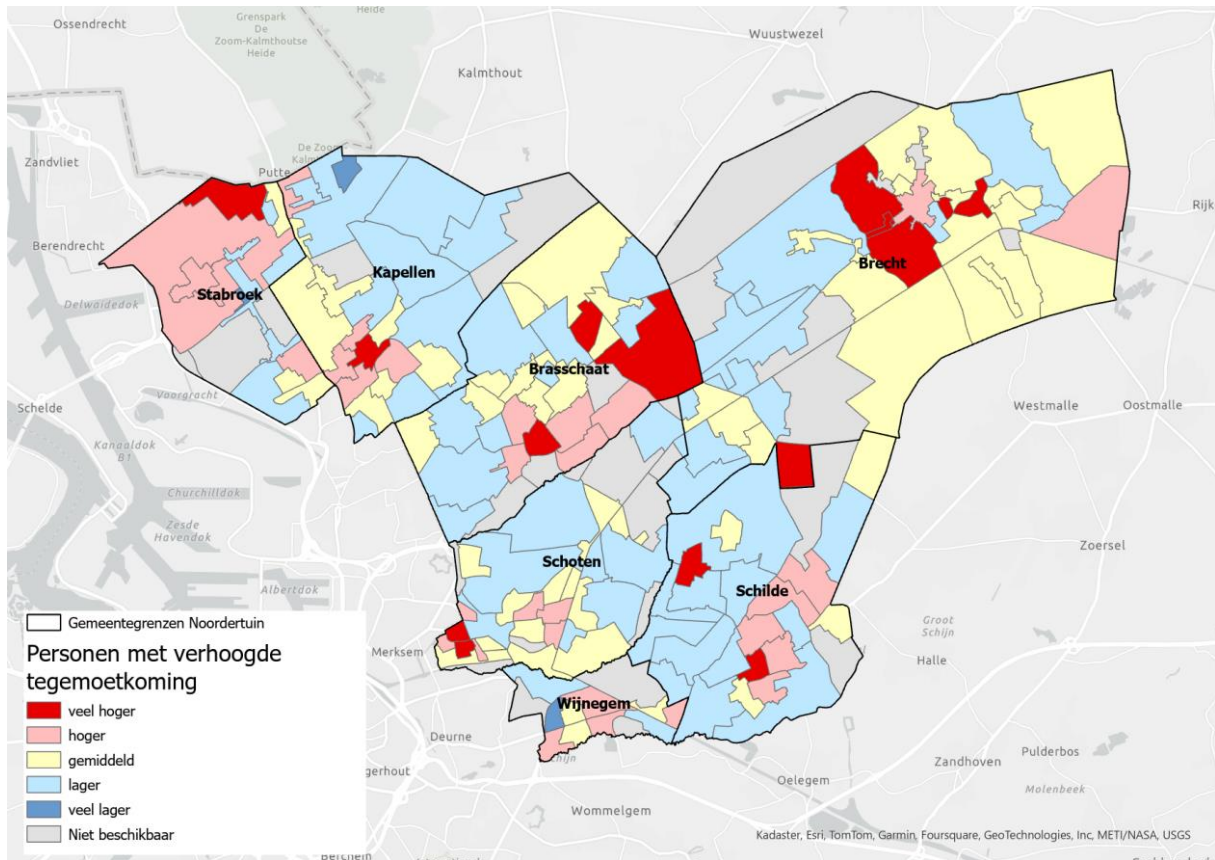 Ossendrecht
Grenspark
De
Zoom-Kalmthoutse
Heide
Heide
Wuustwezel
Kalmthout
Zandvliet
De Zoom
Putte
Berendrecht
Rijk
Kapellen
Brecht
Stabroek
Delwaidedok
Brasschaat
Vaargracht
Schelde
Westmalle
Oostmalle
Kanaaldok
B1
Churchilldok
Zesde
Havendok
Zoersel
Schoten
Albertdok
Schilde
Groot
Schijn
Merksem
Halle
Wijnegem
Deurne
Pulderbos
Zandhoven
Oelegem
Molenbeek
Wommelgem
Gemeentegrenzen Noordertuin
Personen met verhoogde
tegemoetkoming
veel hoger
hoger
gemiddeld
lager
veel lager
Niet beschikbaar
Kadaster, Esri, TomTom, Garmin, Foursquare, GeoTechnologies, Inc, METI/NASA, USGS